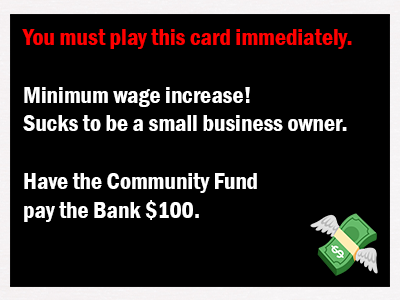 You must play this card immediately.
Minimum wage increase!
Sucks to be a small business owner.
Have the Community Fund
pay the Bank $100.
$